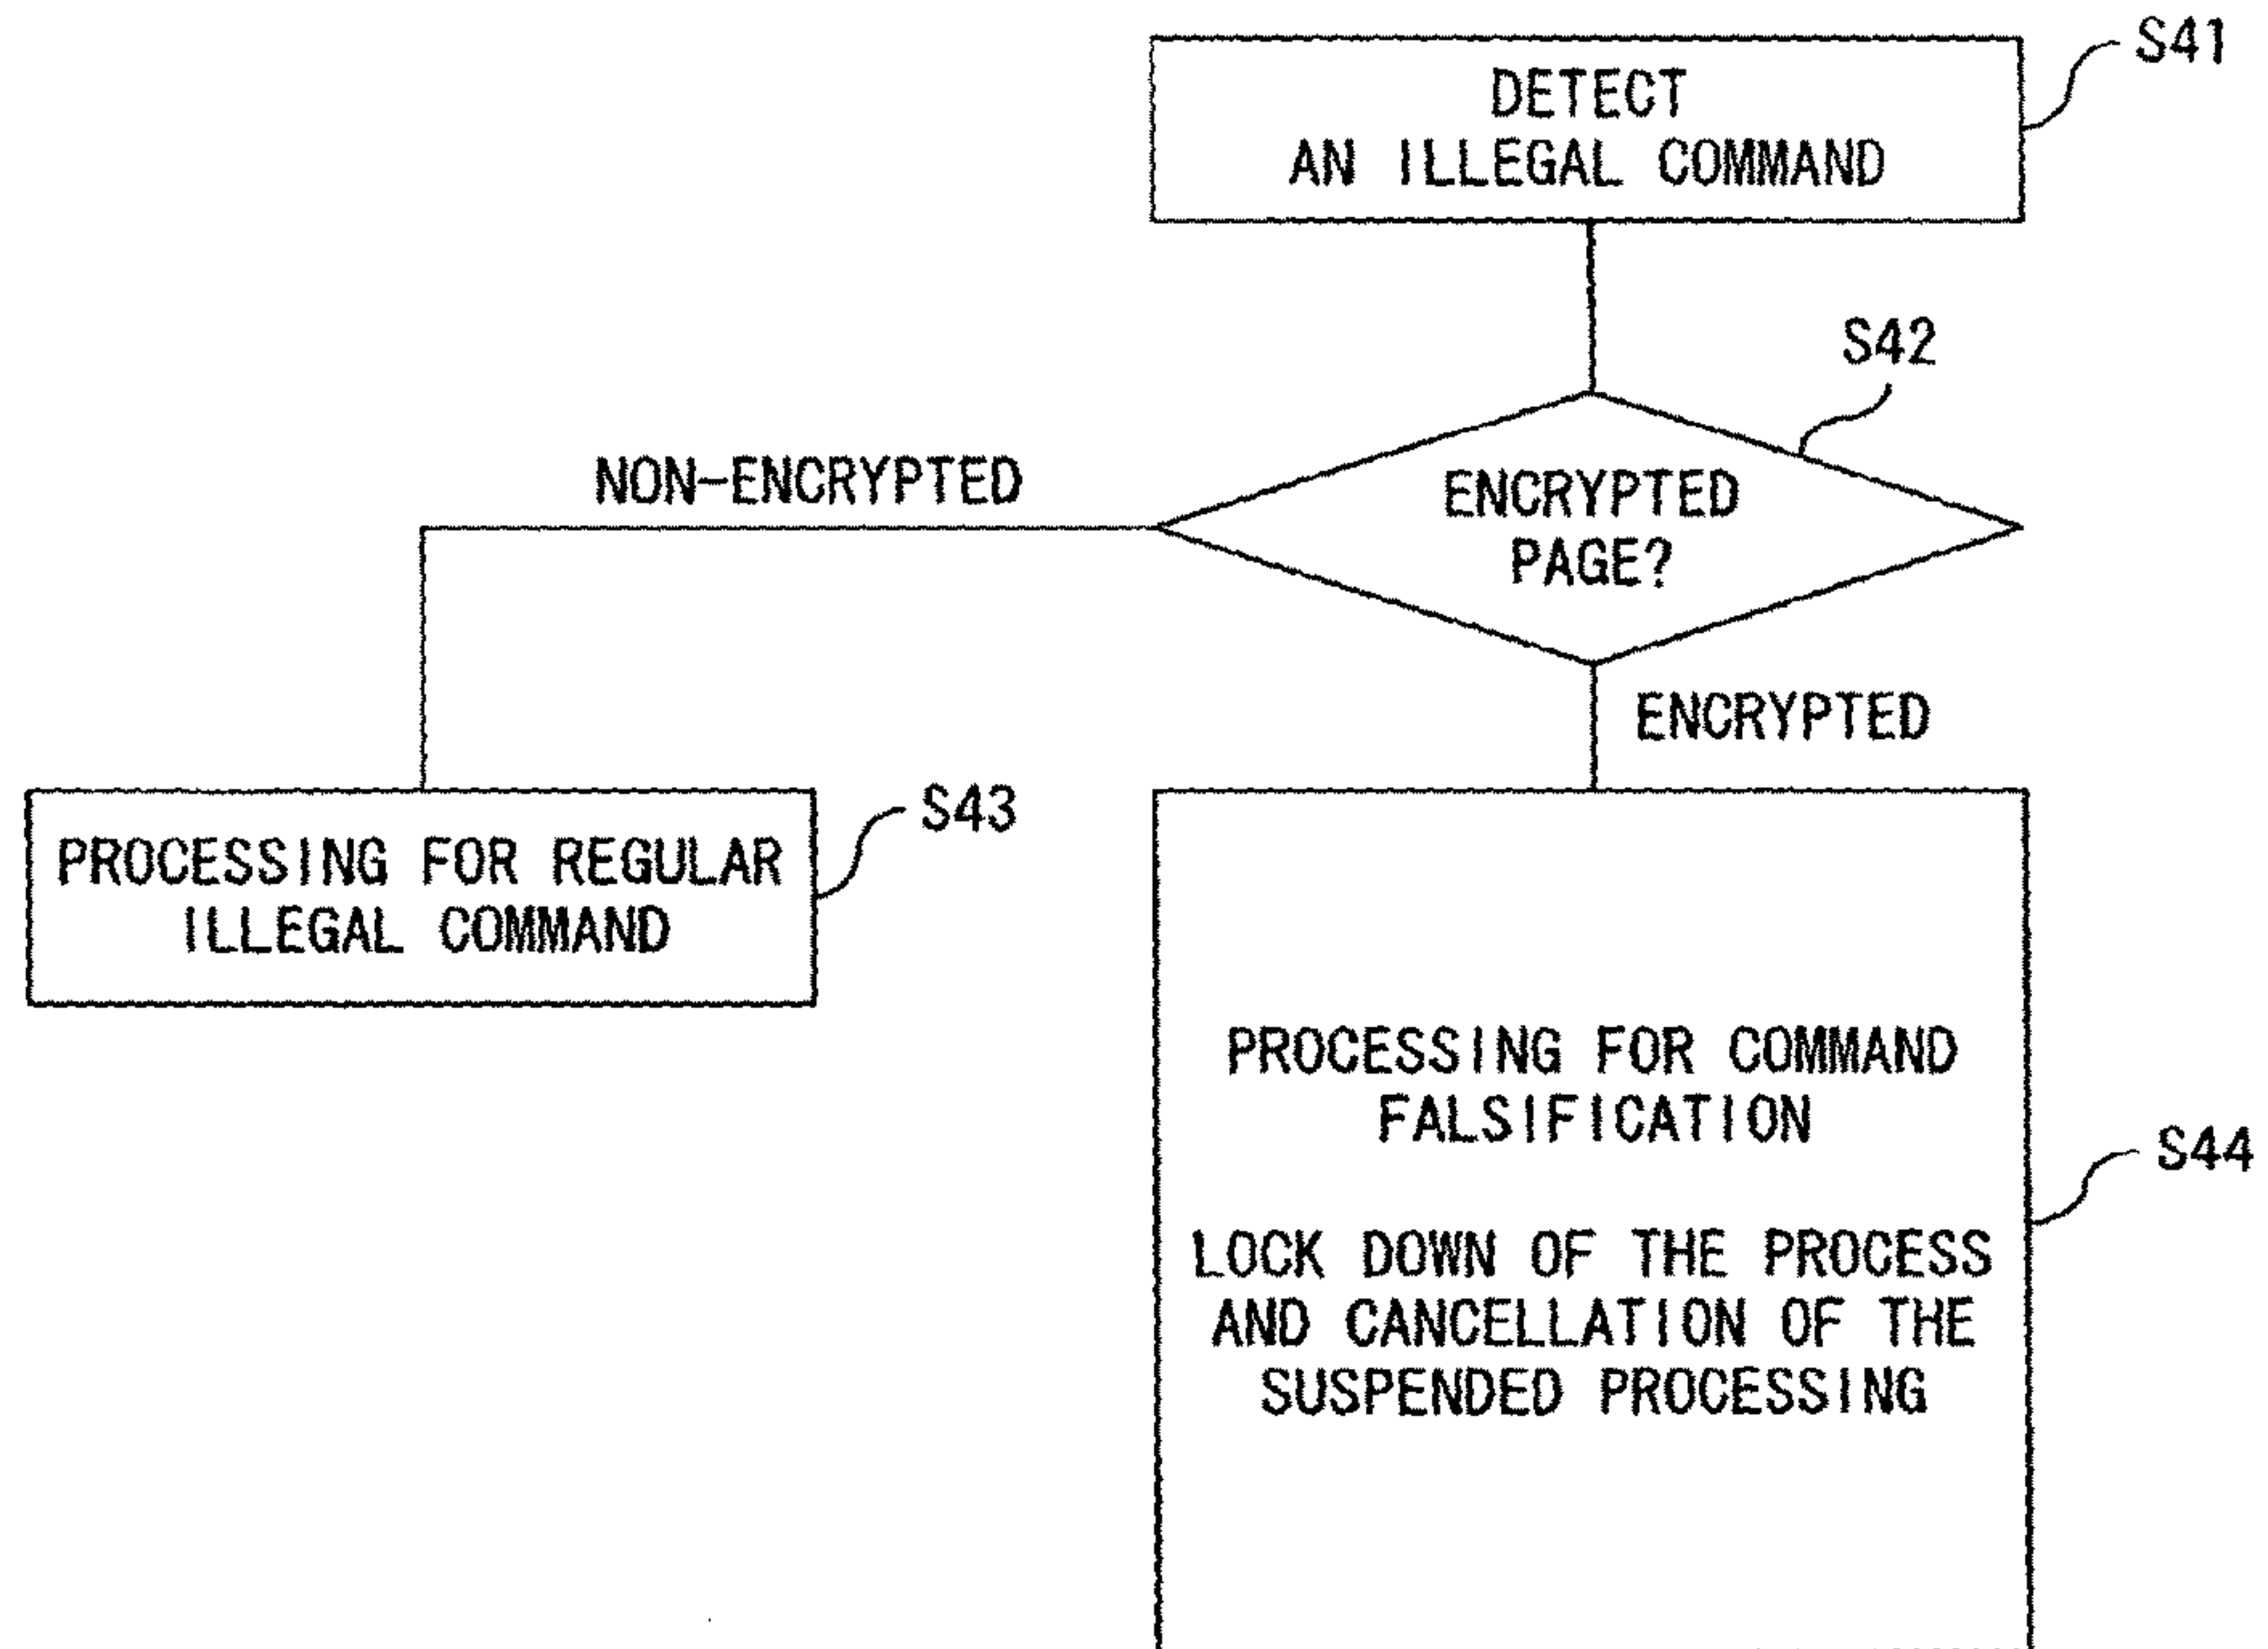 S41
DETECT
AN ILLEGAL COMMAND
S42
NON-ENCRYPTED
ENCRYPTED
PAGE?
ENCRYPTED
S43
PROCESSING FOR REGULAR
ILLEGAL COMMAND
PROCESSING FOR COMMAND
FALSIFICATION
S44
LOCK DOWN OF THE PROCESS
AND CANCELLATION OF THE
SUSPENDED PROCESSING